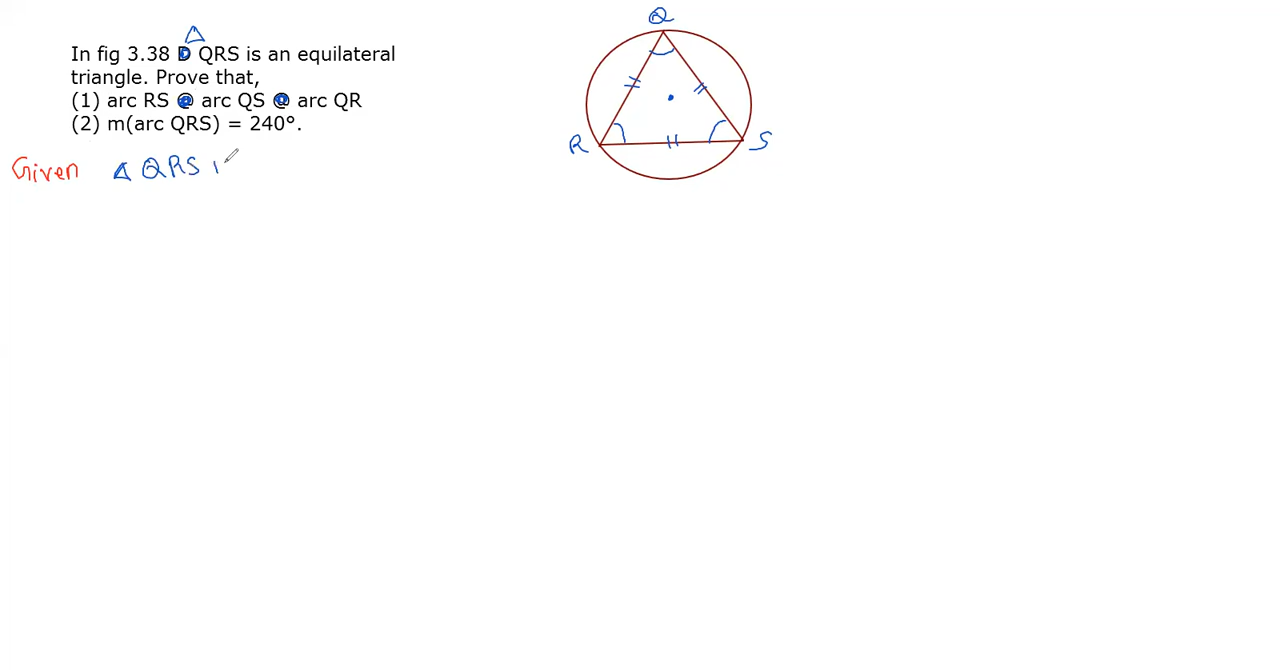 Δ
In fig 3.38 D QRS is an equilateral
triangle. Prove that,
(1) arc RS @ arc QS @ arc QR
(2) m(arc QRS) = 240°.
Given Δ QRS i
Q
R
S